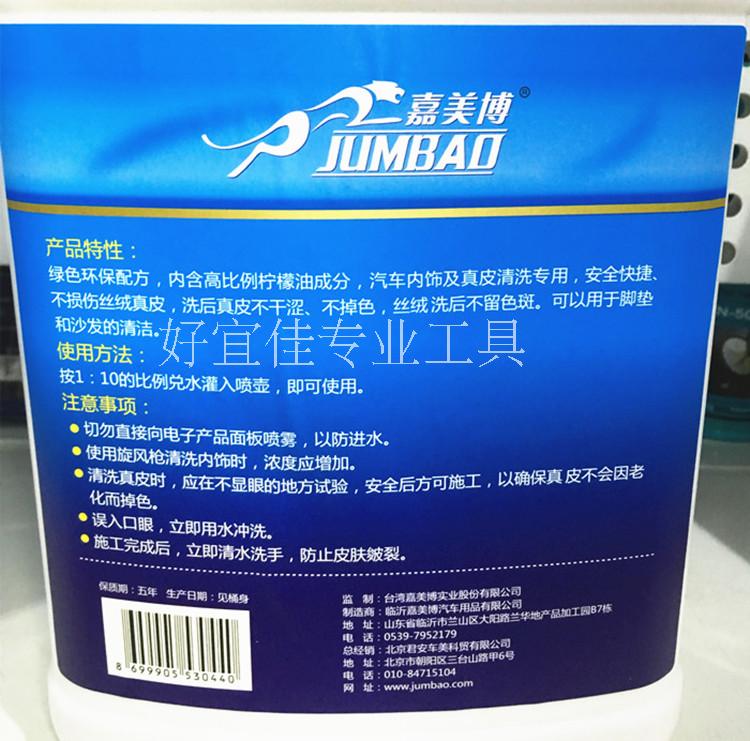 嘉美博®
JUMBAO
产品特性：
绿色环保配方，内含高比例柠檬油成分，汽车内饰及真皮清洗专用，安全快捷、
不损伤丝绒真皮，洗后真皮不干涩、不掉色，丝绒洗后不留色斑。可以用于脚垫
和沙发的清洁。
好宜佳专业工具
使用方法：
按1：10的比例兑水灌入喷壶，即可使用。
注意事项：
● 切勿直接向电子产品面板喷雾，以防进水。
● 使用旋风枪清洗内饰时，浓度应增加。
● 清洗真皮时，应在不显眼的地方试验，安全后方可施工，以确保真皮不会因老
化而掉色。
● 误入口眼，立即用水冲洗。
● 施工完成后，立即清水洗手，防止皮肤皴裂。
保质期：五年 生产日期：见桶身
8 699905 530440
监 制：台湾嘉美博实业股份有限公司
制造商：临沂嘉美博汽车用品有限公司
地 址：山东省临沂市兰山区大阳路兰华地产品加工园B7栋
电 话：0539-7952179
总经销：北京君安车美科贸有限公司
地 址：北京市朝阳区三台山路甲6号
电 话：010-84715104
网 址：www.jumbao.com